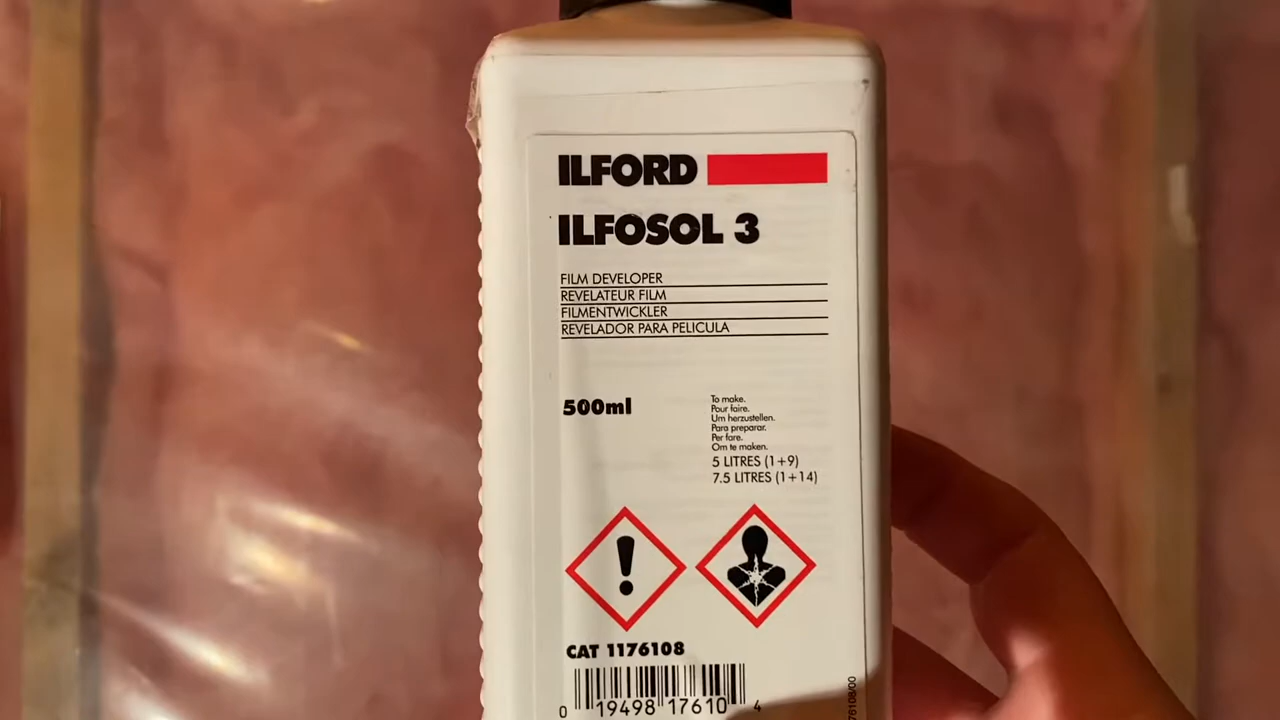 ILFORD
ILFOSOL 3
FILM DEVELOPER
REVELATEUR FILM
FILMENTWICKLER
REVELADOR PARA PELICULA
500ml
To make.
Pour faire.
Um herzustellen.
Para preparar.
Per fare.
Om te maken.
5 LITRES (1+9)
7.5 LITRES (1+14)
CAT 1176108
0 19498 17610 4